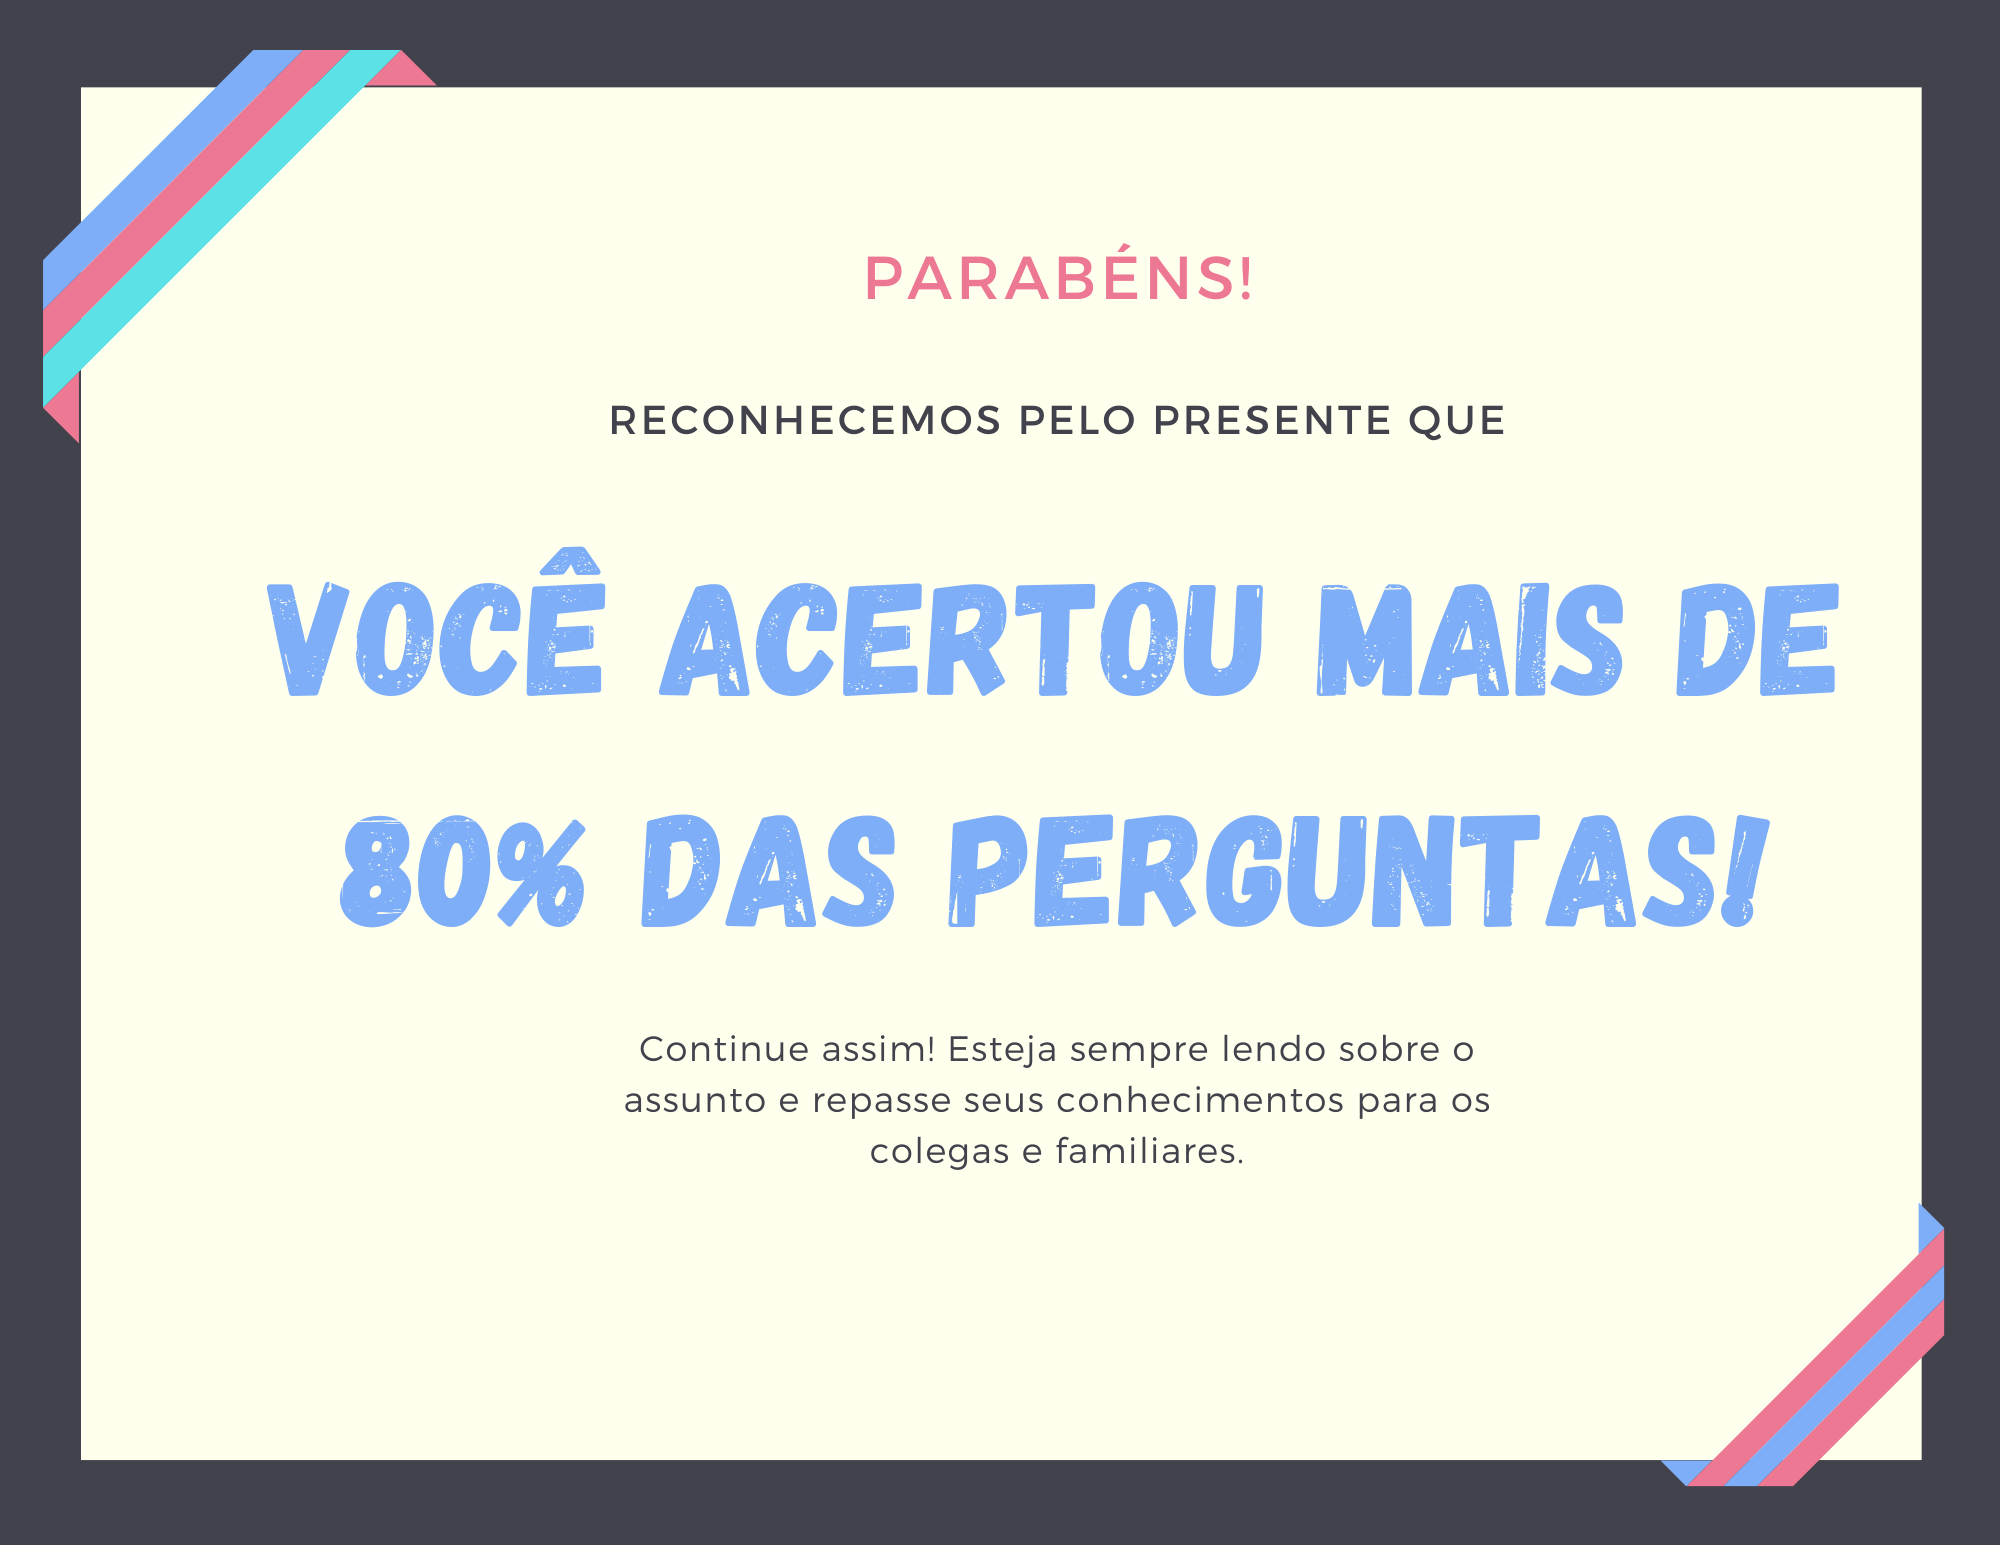 PARABÉNS!
RECONHECEMOS PELO PRESENTE QUE
VOCÊ ACERTOU MAIS DE
80% DAS PERGUNTAS!
Continue assim! Esteja sempre lendo sobre o
assunto e repasse seus conhecimentos para os
colegas e familiares.